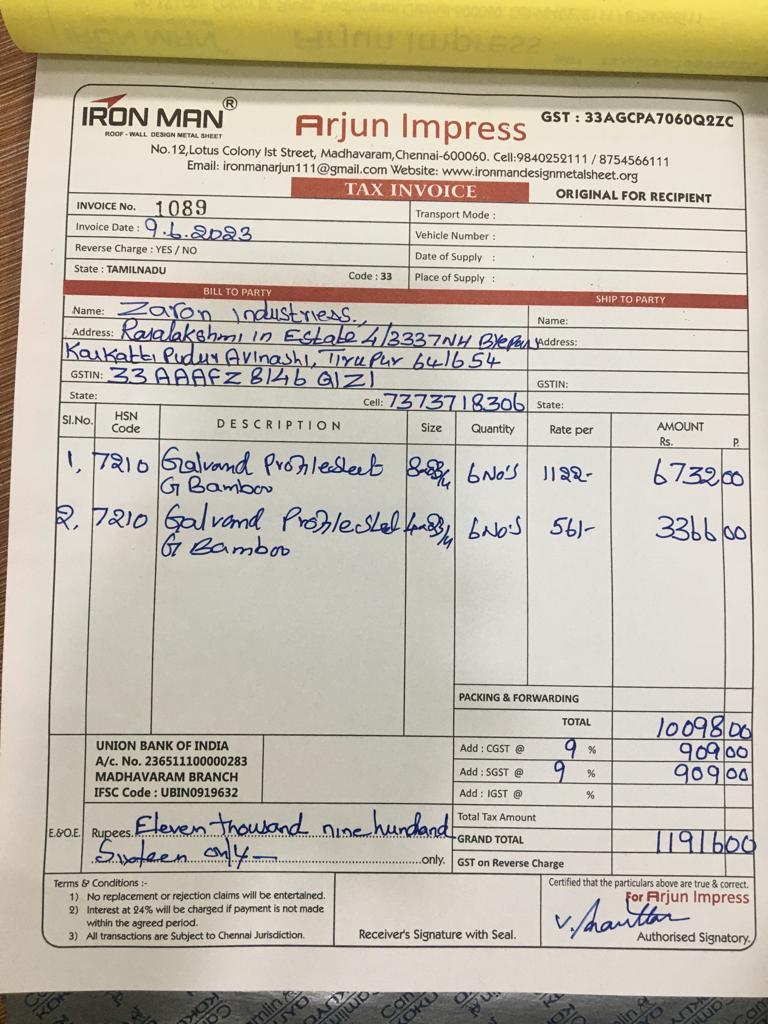 IRON MAN®
ROOF - WALL DESIGN METAL SHEET
Arjun Impress
GST : 33AGCPA7060Q2ZC
No.12,Lotus Colony Ist Street, Madhavaram,Chennai-600060. Cell:9840252111 / 8754566111
Email: ironmanarjun111@gmail.com Website: www.ironmandesignmetalsheet.org
TAX INVOICE
ORIGINAL FOR RECIPIENT
INVOICE No. 1089
Invoice Date : 9.6.2023
Reverse Charge : YES / NO
State : TAMILNADU Code : 33
Transport Mode :
Vehicle Number :
Date of Supply :
Place of Supply :
BILL TO PARTY
Name: Zaron industriess.,
Address: Rajalakshmi in Estate 4/3337 NH
Kaikatti Pudur Avinashi, Tirupur 641654
GSTIN: 33 AAAFZ 8146 Q1Z1
State: Cell: 7373718306
SHIP TO PARTY
Name:
Address:
GSTIN:
State:
Sl.No. HSN Code DESCRIPTION Size Quantity Rate per AMOUNT Rs. P.
1, 7210 Galvand Profilesheet 6 No's 1122- 6732 00
G Bamboo
2, 7210 Galvand 6 No's 561- 3366 00
G Bamboo
PACKING & FORWARDING
TOTAL 10098 00
Add : CGST @ 9 % 909 00
Add : SGST @ 9 % 909 00
Add : IGST @ %
Total Tax Amount
GRAND TOTAL 11916 00
GST on Reverse Charge
UNION BANK OF INDIA
A/c. No. 236511100000283
MADHAVARAM BRANCH
IFSC Code : UBIN0919632
E.&O.E. Rupees. Eleven thousand nine hundand
Sixteen only- only.
Terms & Conditions :-
1) No replacement or rejection claims will be entertained.
2) Interest at 24% will be charged if payment is not made
within the agreed period.
3) All transactions are Subject to Chennai Jurisdiction.
Receiver's Signature with Seal.
Certified that the particulars above are true & correct.
For Arjun Impress
Authorised Signatory.